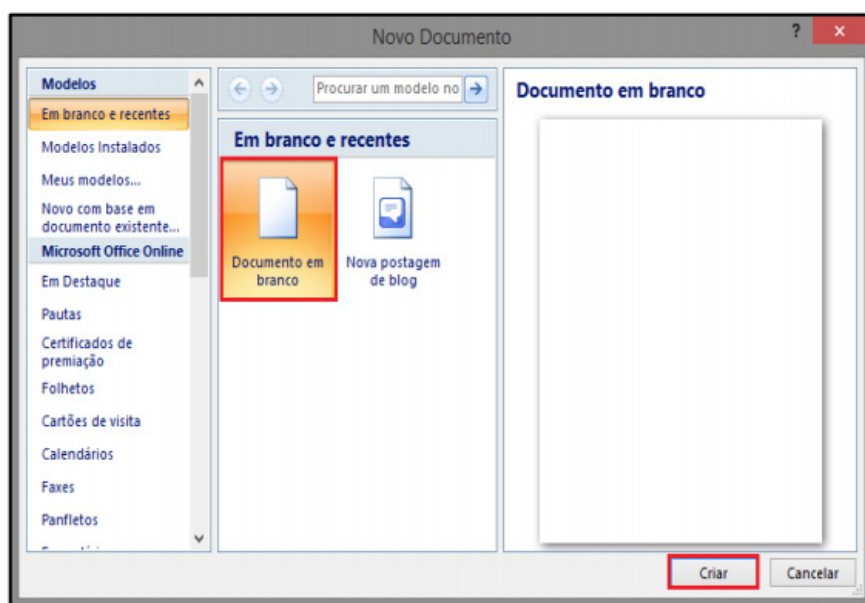 Novo Documento
?
x
Modelos
Em branco e recentes
Modelos Instalados
Meus modelos...
Novo com base em
documento existente...
Microsoft Office Online
Em Destaque
Pautas
Certificados de
premiação
Folhetos
Cartões de visita
Calendários
Faxes
Panfletos
Procurar um modelo no
Em branco e recentes
Documento em
branco
Nova postagem
de blog
Documento em branco
Criar
Cancelar